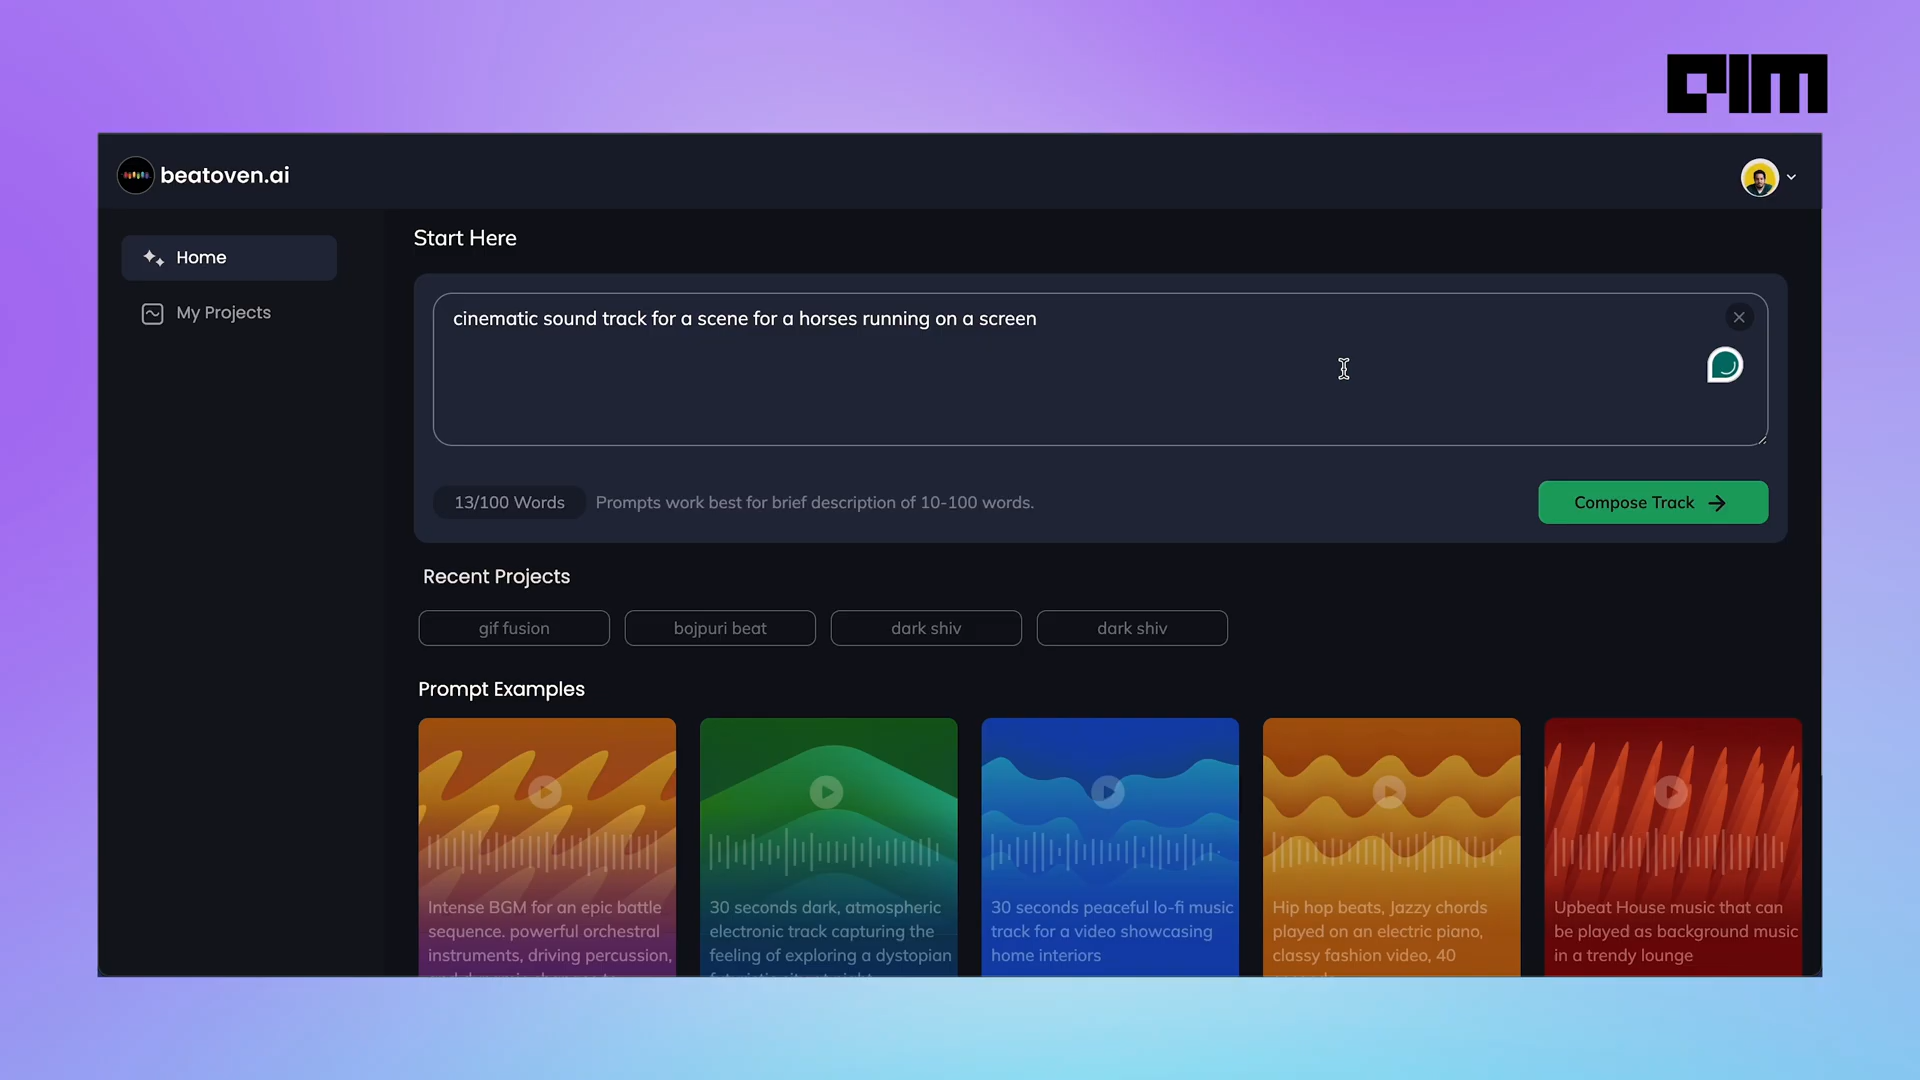 AIM
beatoven.ai
Home
My Projects
Start Here
cinematic sound track for a scene for a horses running on a screen
13/100 Words
Prompts work best for brief description of 10-100 words.
Compose Track
Recent Projects
gif fusion
bojpuri beat
dark shiv
dark shiv
Prompt Examples
Intense BGM for an epic battle
sequence. powerful orchestral
instruments, driving percussion,
30 seconds dark, atmospheric
electronic track capturing the
feeling of exploring a dystopian
30 seconds peaceful lo-fi music
track for a video showcasing
home interiors
Hip hop beats, Jazzy chords
played on an electric piano,
classy fashion video, 40
Upbeat House music that can
be played as background music
in a trendy lounge